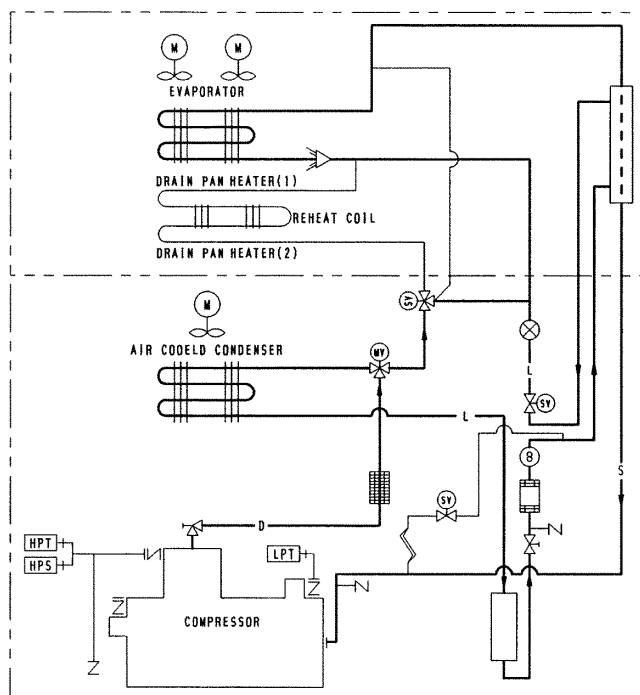 M M
EVAPORATOR
DRAIN PAN HEATER(1)
REHEAT COIL
DRAIN PAN HEATER(2)
SV
M
AIR COOELD CONDENSER
MV
L
SV
L
8
S
SV
D
HPT
HPS
LPT
COMPRESSOR